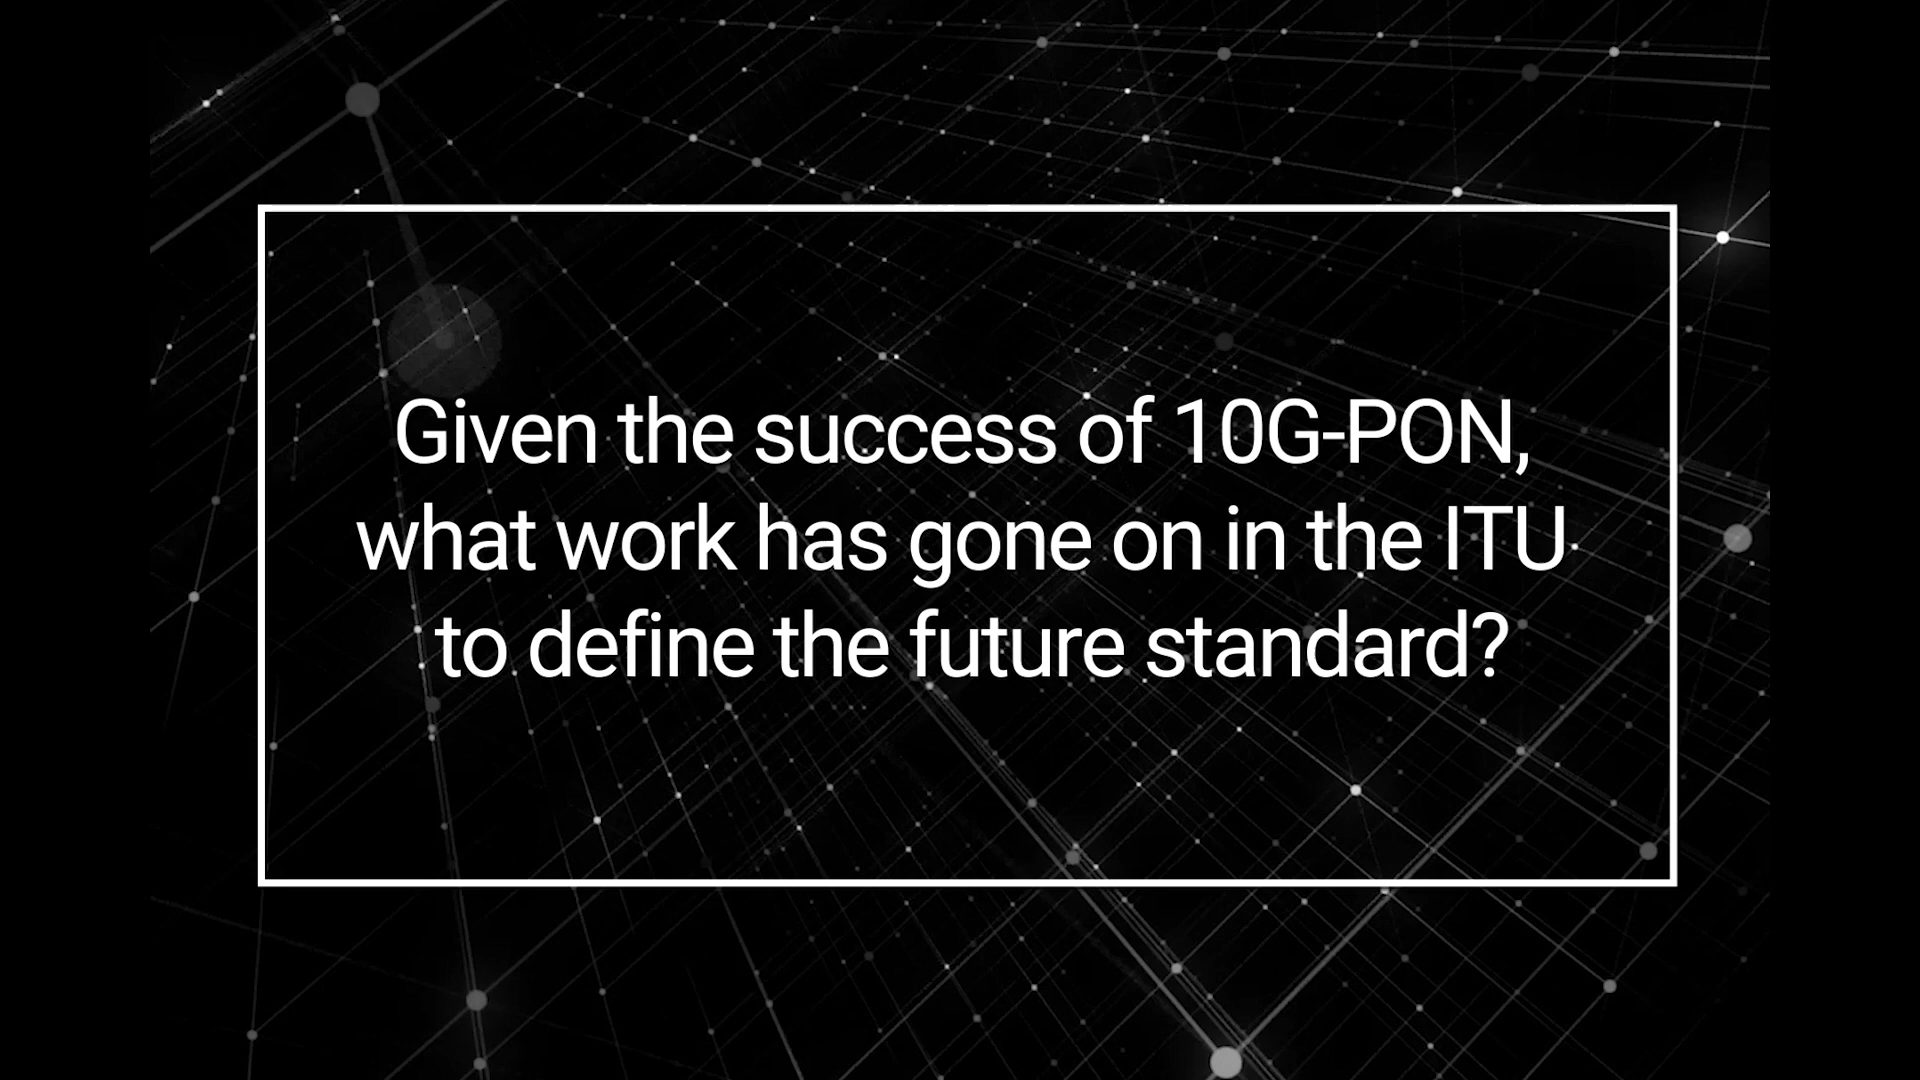 Given the success of 10G-PON,
what work has gone on in the ITU
to define the future standard?